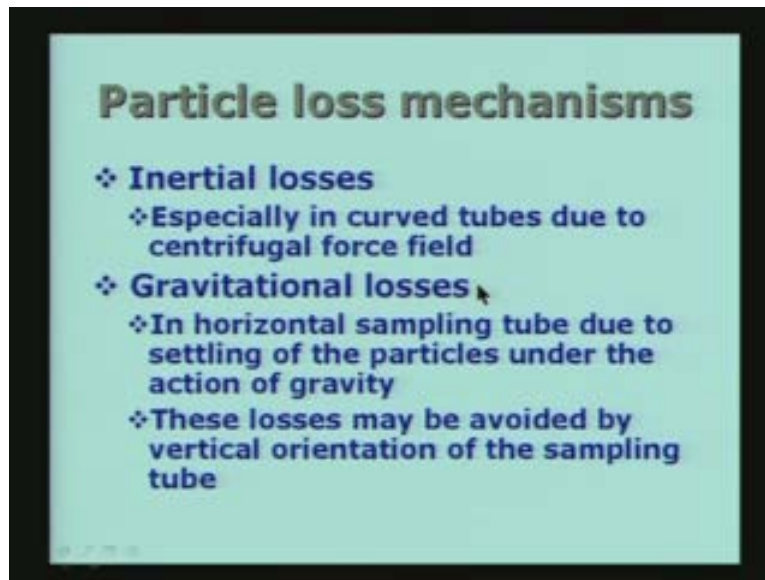 Particle loss mechanisms
❖ Inertial losses
❖Especially in curved tubes due to
centrifugal force field
❖ Gravitational losses
❖In horizontal sampling tube due to
settling of the particles under the
action of gravity
❖These losses may be avoided by
vertical orientation of the sampling
tube